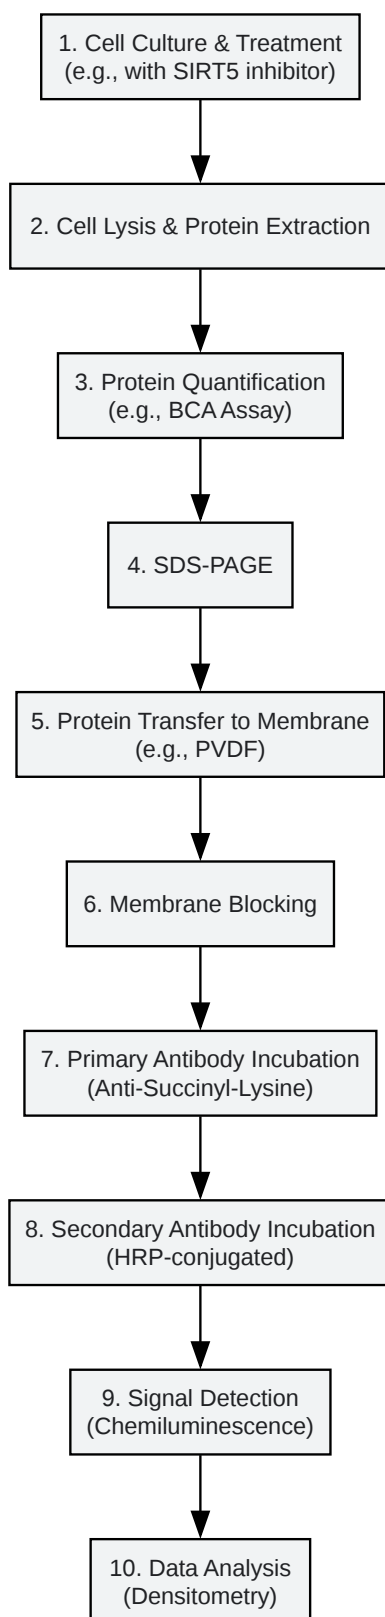 1. Cell Culture & Treatment
(e.g., with SIRT5 inhibitor)
2. Cell Lysis & Protein Extraction
3. Protein Quantification
(e.g., BCA Assay)
4. SDS-PAGE
5. Protein Transfer to Membrane
(e.g., PVDF)
6. Membrane Blocking
7. Primary Antibody Incubation
(Anti-Succinyl-Lysine)
8. Secondary Antibody Incubation
(HRP-conjugated)
9. Signal Detection
(Chemiluminescence)
10. Data Analysis
(Densitometry)